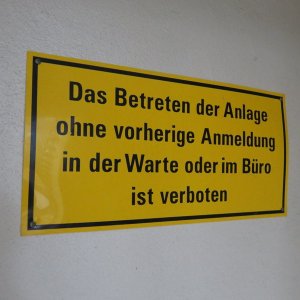 Das Betreten der Anlage
ohne vorherige Anmeldung
in der Warte oder im Büro
ist verboten